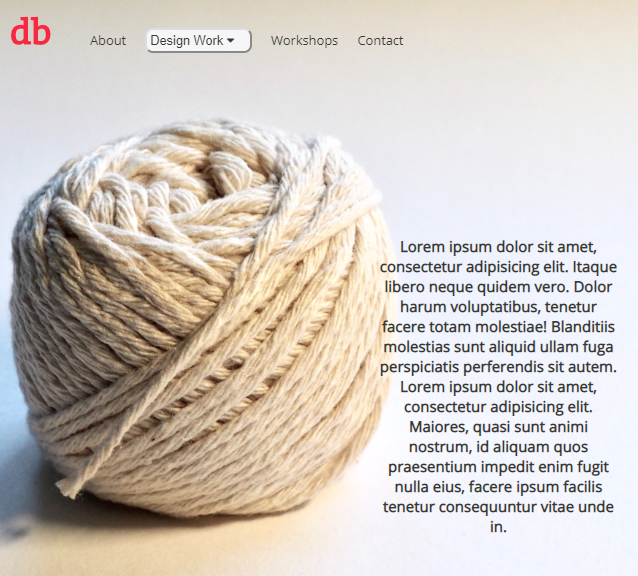 db
About
Design Work
Workshops
Contact
Lorem ipsum dolor sit amet,
consectetur adipisicing elit. Itaque
libero neque quidem vero. Dolor
harum voluptatibus, tenetur
facere totam molestiae! Blanditiis
molestias sunt aliquid ullam fuga
perspiciatis perferendis sit autem.
Lorem ipsum dolor sit amet,
consectetur adipisicing elit.
Maiores, quasi sunt animi
nostrum, id aliquam quos
praesentium impedit enim fugit
nulla eius, facere ipsum facilis
tenetur consequuntur vitae unde
in.